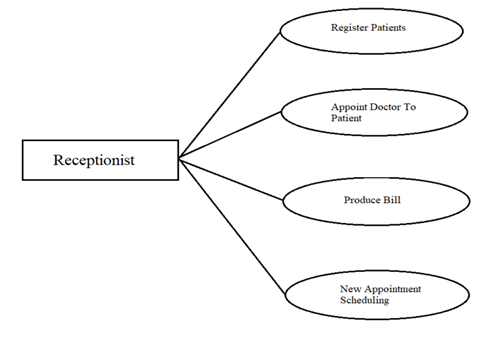 Register Patients
Appoint Doctor To
Patient
Receptionist
Produce Bill
New Appointment
Scheduling